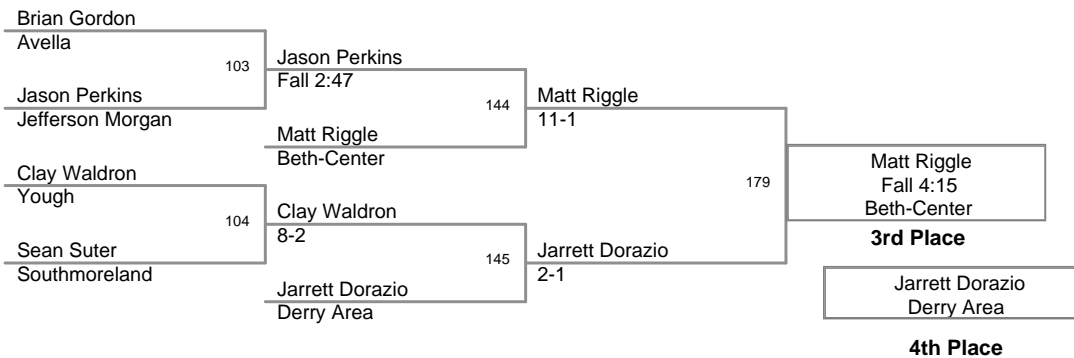 Brian Gordon
Avella
103
Jason Perkins
Jefferson Morgan
Jason Perkins
Fall 2:47
144
Matt Riggle
Beth-Center
Matt Riggle
11-1
Clay Waldron
Yough
104
Sean Suter
Southmoreland
Clay Waldron
8-2
145
Jarrett Dorazio
Derry Area
Jarrett Dorazio
2-1
179
Matt Riggle
Fall 4:15
Beth-Center
3rd Place
Jarrett Dorazio
Derry Area
4th Place